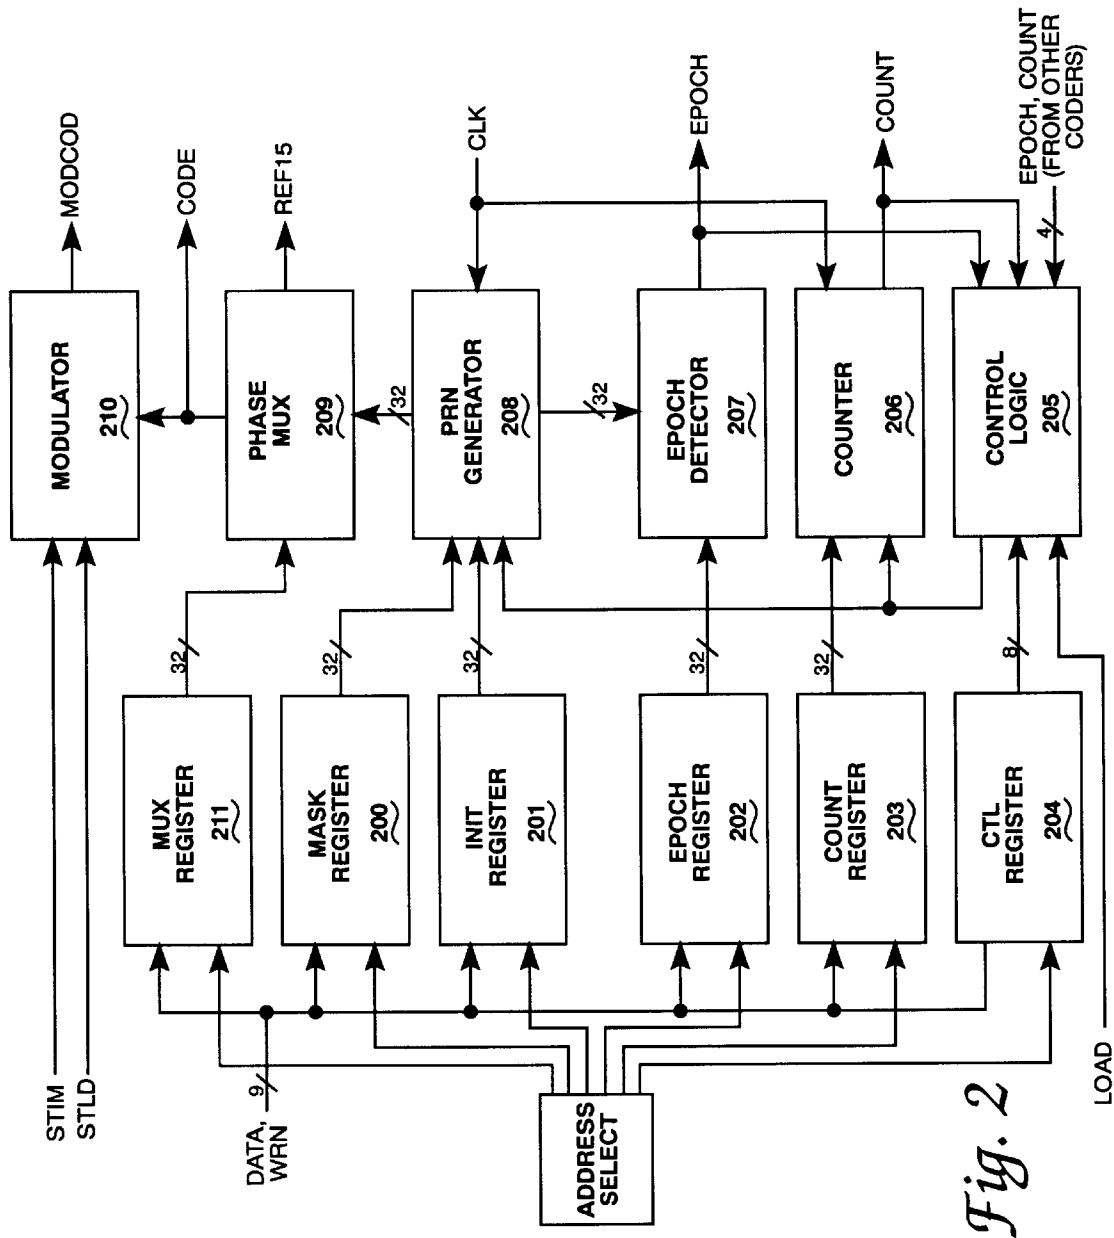 STIM
STLD
MODULATOR
210
MODCOD
CODE
DATA,
WRN
9
MUX
REGISTER
211
32
PHASE
MUX
209
REF15
MASK
REGISTER
200
32
32
INIT
REGISTER
201
32
PRN
GENERATOR
208
CLK
32
ADDRESS
SELECT
EPOCH
REGISTER
202
32
EPOCH
DETECTOR
207
EPOCH
COUNT
REGISTER
203
32
COUNTER
206
COUNT
CTL
REGISTER
204
8
CONTROL
LOGIC
205
4
EPOCH, COUNT
(FROM OTHER
CODERS)
LOAD
Fig. 2